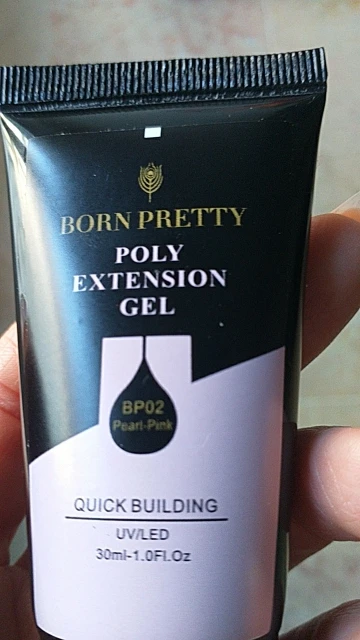 BORN PRETTY
POLY
EXTENSION
GEL
BP02
Pearl-Pink
QUICK BUILDING
UV/LED
30ml-1.0Fl.Oz